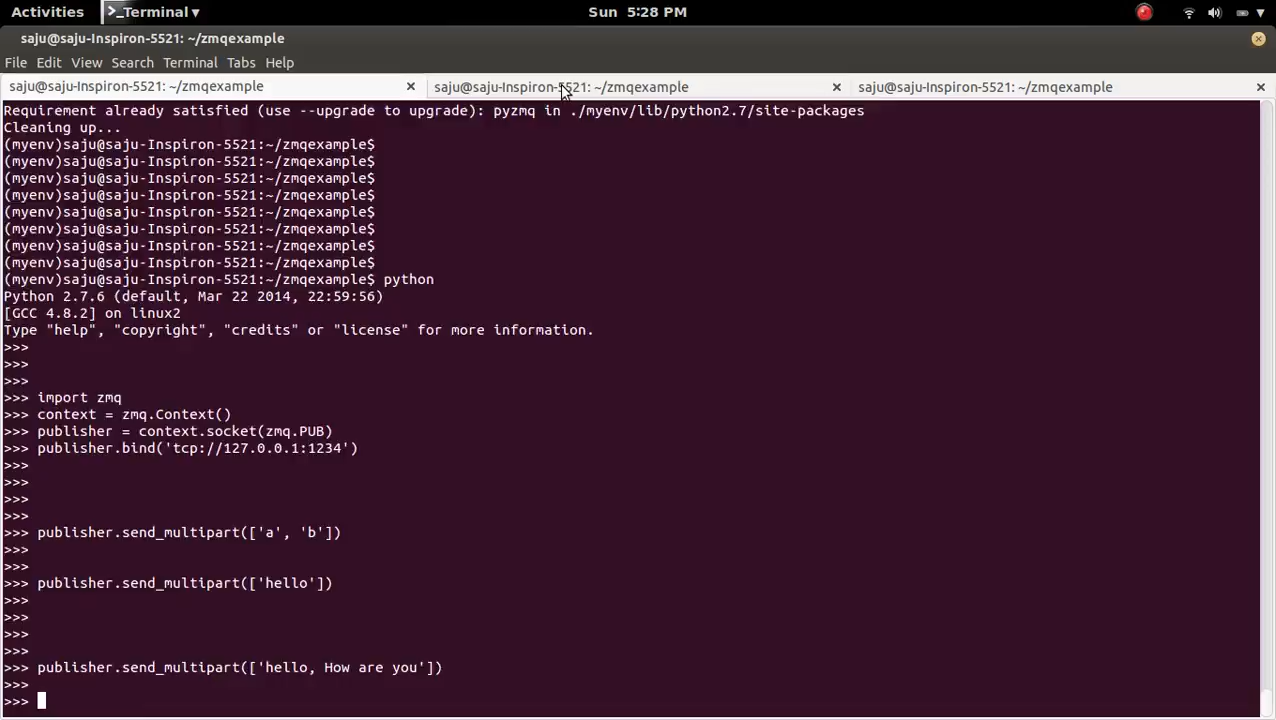 Activities >_Terminal ▾ Sun 5:28 PM
saju@saju-Inspiron-5521: ~/zmqexample
File Edit View Search Terminal Tabs Help
saju@saju-Inspiron-5521: ~/zmqexample saju@saju-Inspiron-5521: ~/zmqexample saju@saju-Inspiron-5521: ~/zmqexample
Requirement already satisfied (use --upgrade to upgrade): pyzmq in ./myenv/lib/python2.7/site-packages
Cleaning up...
(myenv)saju@saju-Inspiron-5521:~/zmqexample$
(myenv)saju@saju-Inspiron-5521:~/zmqexample$
(myenv)saju@saju-Inspiron-5521:~/zmqexample$
(myenv)saju@saju-Inspiron-5521:~/zmqexample$
(myenv)saju@saju-Inspiron-5521:~/zmqexample$
(myenv)saju@saju-Inspiron-5521:~/zmqexample$
(myenv)saju@saju-Inspiron-5521:~/zmqexample$
(myenv)saju@saju-Inspiron-5521:~/zmqexample$
(myenv)saju@saju-Inspiron-5521:~/zmqexample$ python
Python 2.7.6 (default, Mar 22 2014, 22:59:56)
[GCC 4.8.2] on linux2
Type "help", "copyright", "credits" or "license" for more information.
>>>
>>>
>>>
>>> import zmq
>>> context = zmq.Context()
>>> publisher = context.socket(zmq.PUB)
>>> publisher.bind('tcp://127.0.0.1:1234')
>>>
>>>
>>>
>>>
>>> publisher.send_multipart(['a', 'b'])
>>>
>>>
>>> publisher.send_multipart(['hello'])
>>>
>>>
>>>
>>>
>>> publisher.send_multipart(['hello, How are you'])
>>>
>>>